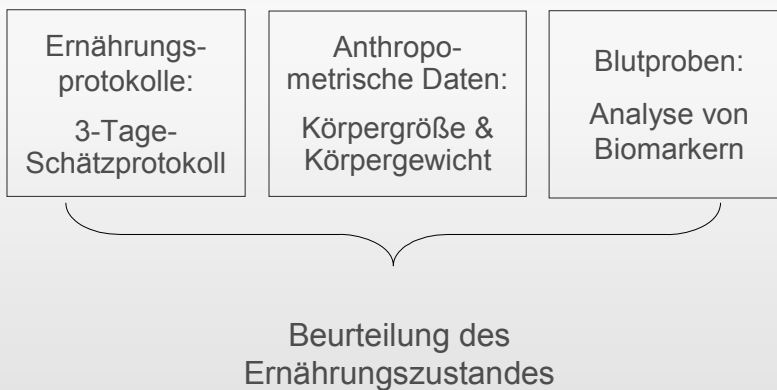 Ernährungs-
protokolle:
3-Tage-
Schätzprotokoll
Anthropo-
metrische Daten:
Körpergröße &
Körpergewicht
Blutproben:
Analyse von
Biomarkern
Beurteilung des
Ernährungszustandes